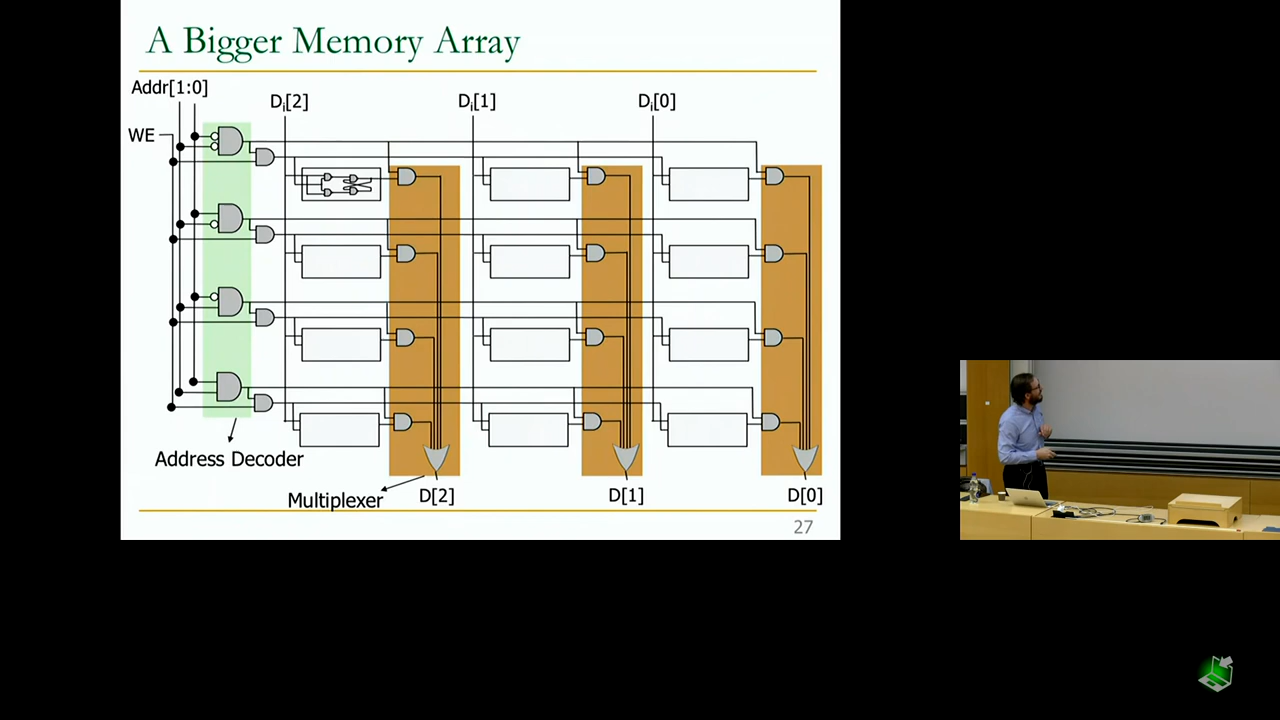 A Bigger Memory Array
Addr[1:0]
Di[2]
Di[1]
Di[0]
WE
Address Decoder
Multiplexer
D[2]
D[1]
D[0]
27